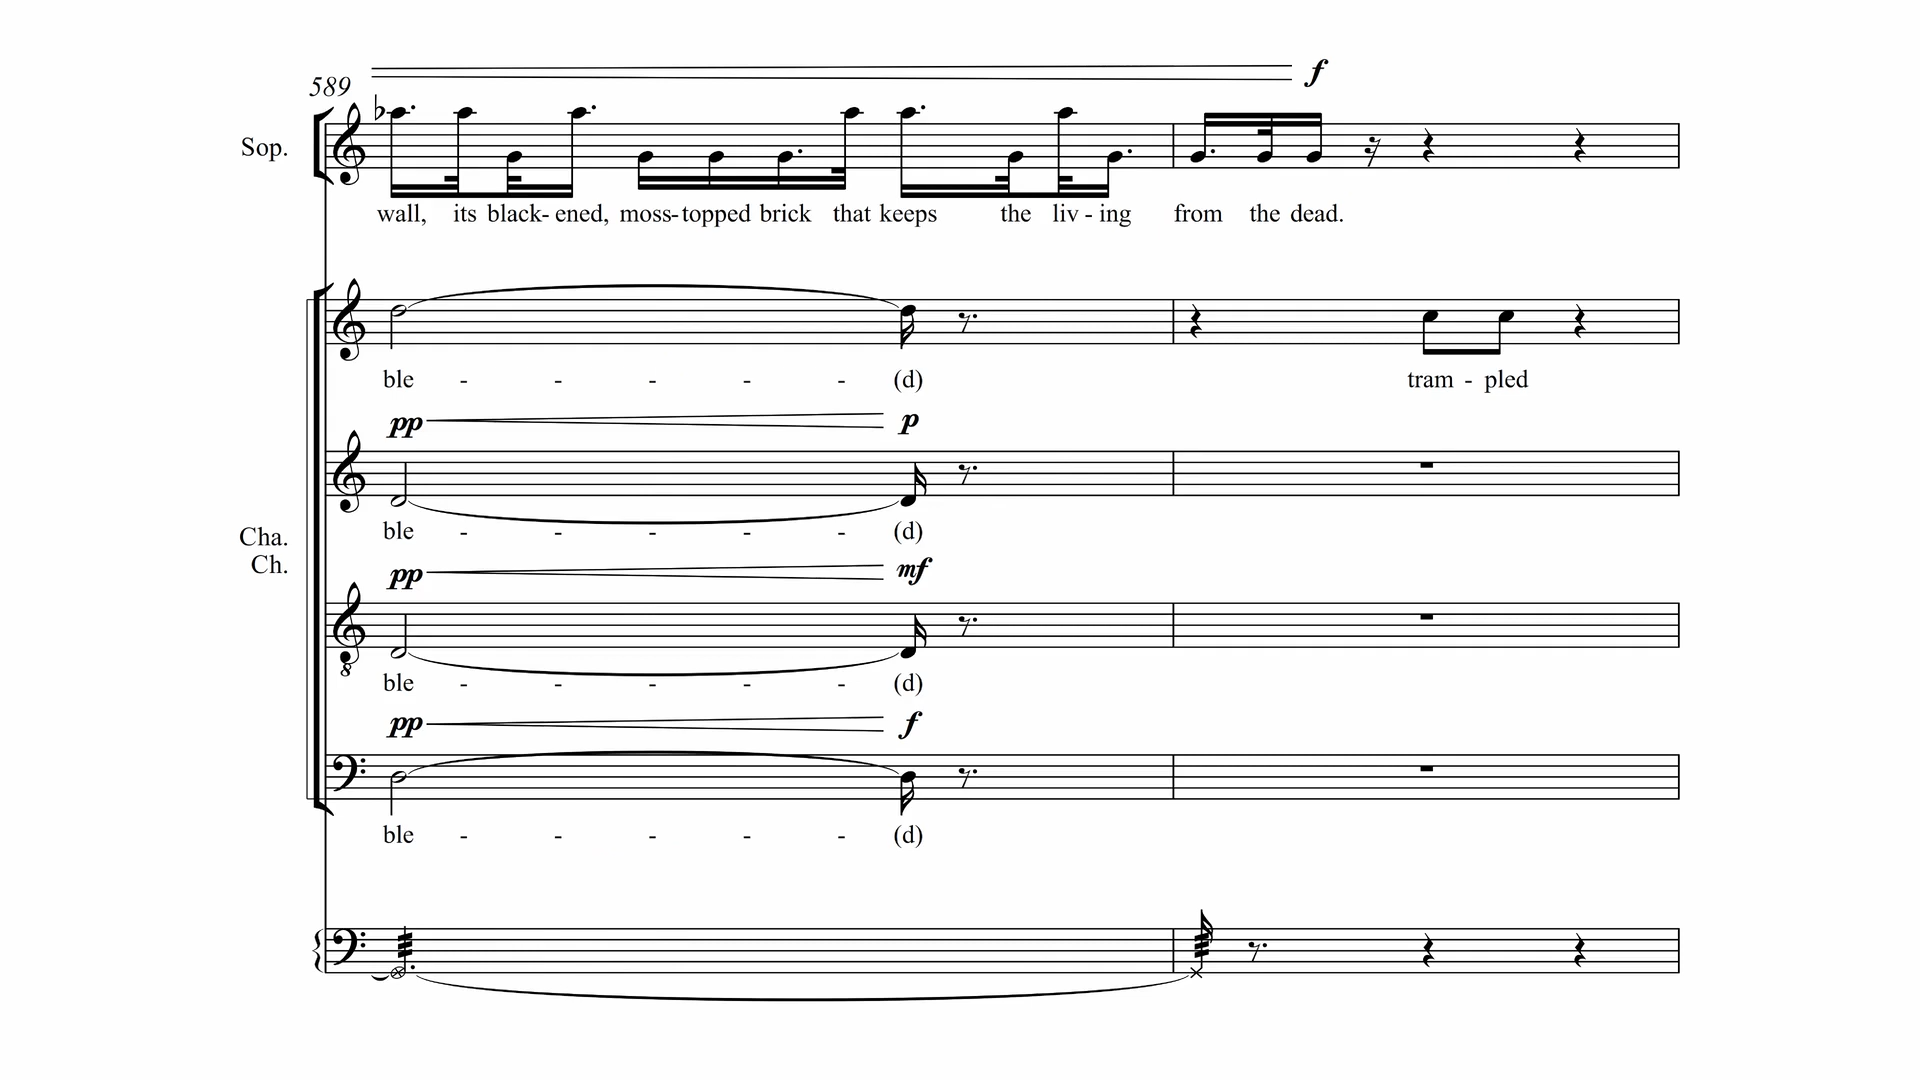 589
f
Sop.
wall, its black- ened, moss-topped brick that keeps the liv - ing from the dead.
ble - - - - - (d) tram - pled
pp p
ble - - - - - (d)
Cha.
Ch.
pp mf
ble - - - - - (d)
pp f
ble - - - - - (d)